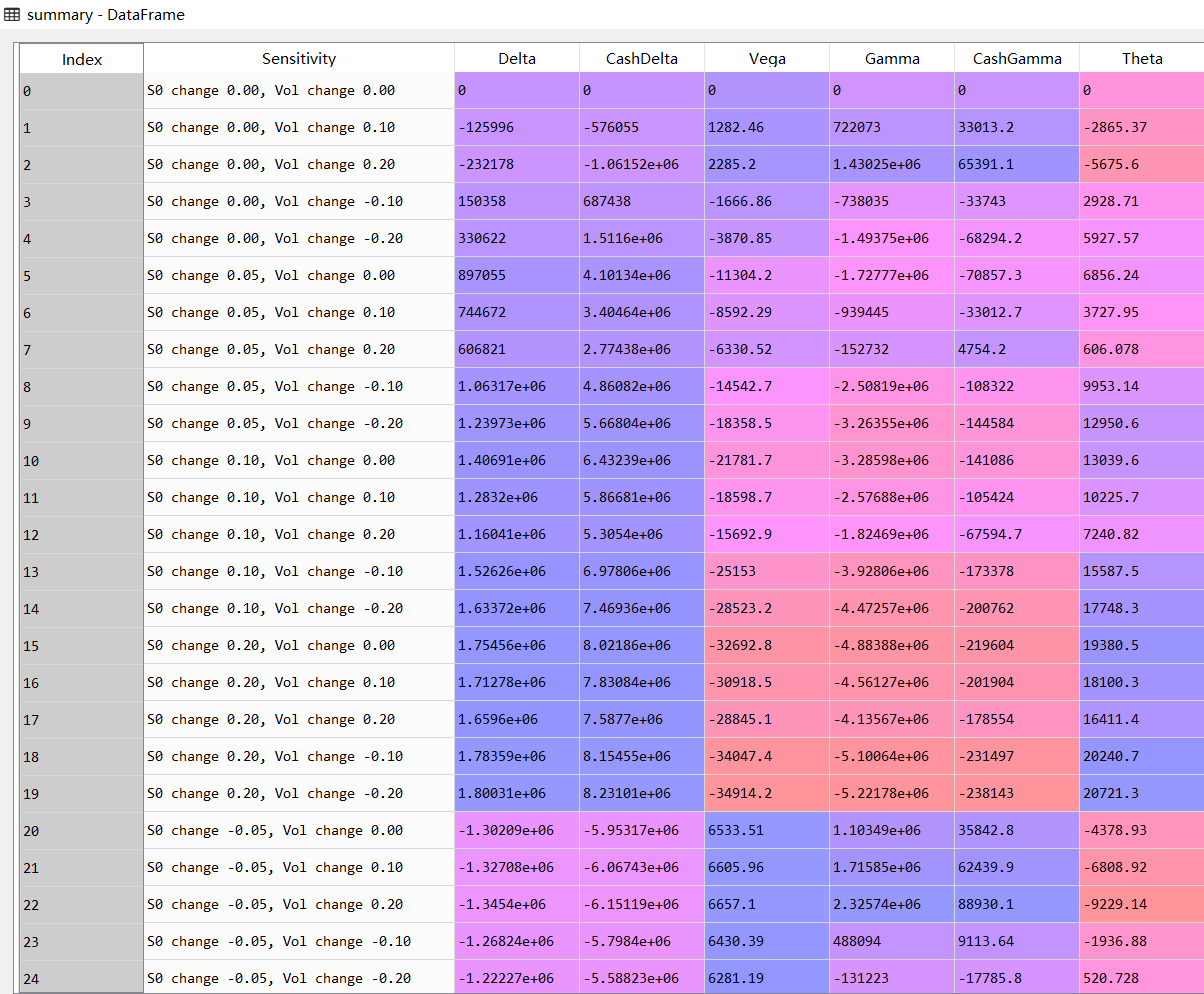 summary - DataFrame
Index Sensitivity Delta CashDelta Vega Gamma CashGamma Theta
0 S0 change 0.00, Vol change 0.00 0 0 0 0 0 0
1 S0 change 0.00, Vol change 0.10 -125996 -576055 1282.46 722073 33013.2 -2865.37
2 S0 change 0.00, Vol change 0.20 -232178 -1.06152e+06 2285.2 1.43025e+06 65391.1 -5675.6
3 S0 change 0.00, Vol change -0.10 150358 687438 -1666.86 -738035 -33743 2928.71
4 S0 change 0.00, Vol change -0.20 330622 1.5116e+06 -3870.85 -1.49375e+06 -68294.2 5927.57
5 S0 change 0.05, Vol change 0.00 897055 4.10134e+06 -11304.2 -1.72777e+06 -70857.3 6856.24
6 S0 change 0.05, Vol change 0.10 744672 3.40464e+06 -8592.29 -939445 -33012.7 3727.95
7 S0 change 0.05, Vol change 0.20 606821 2.77438e+06 -6330.52 -152732 4754.2 606.078
8 S0 change 0.05, Vol change -0.10 1.06317e+06 4.86082e+06 -14542.7 -2.50819e+06 -108322 9953.14
9 S0 change 0.05, Vol change -0.20 1.23973e+06 5.66804e+06 -18358.5 -3.26355e+06 -144584 12950.6
10 S0 change 0.10, Vol change 0.00 1.40691e+06 6.43239e+06 -21781.7 -3.28598e+06 -141086 13039.6
11 S0 change 0.10, Vol change 0.10 1.2832e+06 5.86681e+06 -18598.7 -2.57688e+06 -105424 10225.7
12 S0 change 0.10, Vol change 0.20 1.16041e+06 5.3054e+06 -15692.9 -1.82469e+06 -67594.7 7240.82
13 S0 change 0.10, Vol change -0.10 1.52626e+06 6.97806e+06 -25153 -3.92806e+06 -173378 15587.5
14 S0 change 0.10, Vol change -0.20 1.63372e+06 7.46936e+06 -28523.2 -4.47257e+06 -200762 17748.3
15 S0 change 0.20, Vol change 0.00 1.75456e+06 8.02186e+06 -32692.8 -4.88388e+06 -219604 19380.5
16 S0 change 0.20, Vol change 0.10 1.71278e+06 7.83084e+06 -30918.5 -4.56127e+06 -201904 18100.3
17 S0 change 0.20, Vol change 0.20 1.6596e+06 7.5877e+06 -28845.1 -4.13567e+06 -178554 16411.4
18 S0 change 0.20, Vol change -0.10 1.78359e+06 8.15455e+06 -34047.4 -5.10064e+06 -231497 20240.7
19 S0 change 0.20, Vol change -0.20 1.80031e+06 8.23101e+06 -34914.2 -5.22178e+06 -238143 20721.3
20 S0 change -0.05, Vol change 0.00 -1.30209e+06 -5.95317e+06 6533.51 1.10349e+06 35842.8 -4378.93
21 S0 change -0.05, Vol change 0.10 -1.32708e+06 -6.06743e+06 6605.96 1.71585e+06 62439.9 -6808.92
22 S0 change -0.05, Vol change 0.20 -1.3454e+06 -6.15119e+06 6657.1 2.32574e+06 88930.1 -9229.14
23 S0 change -0.05, Vol change -0.10 -1.26824e+06 -5.7984e+06 6430.39 488094 9113.64 -1936.88
24 S0 change -0.05, Vol change -0.20 -1.22227e+06 -5.58823e+06 6281.19 -131223 -17785.8 520.728